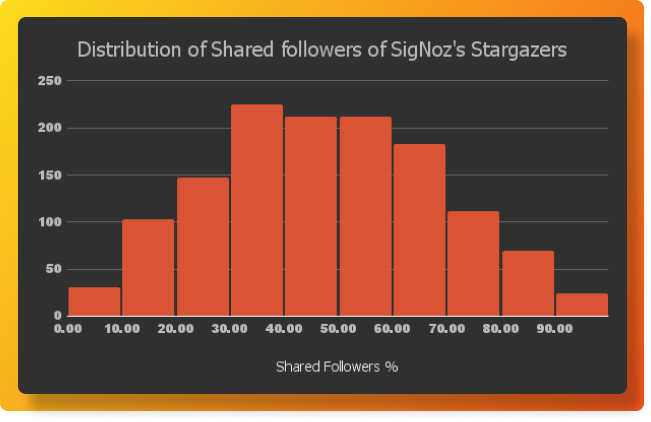 Distribution of Shared followers of SigNoz's Stargazers
250
200
150
100
50
0
0.00 10.00 20.00 30.00 40.00 50.00 60.00 70.00 80.00 90.00
Shared Followers %